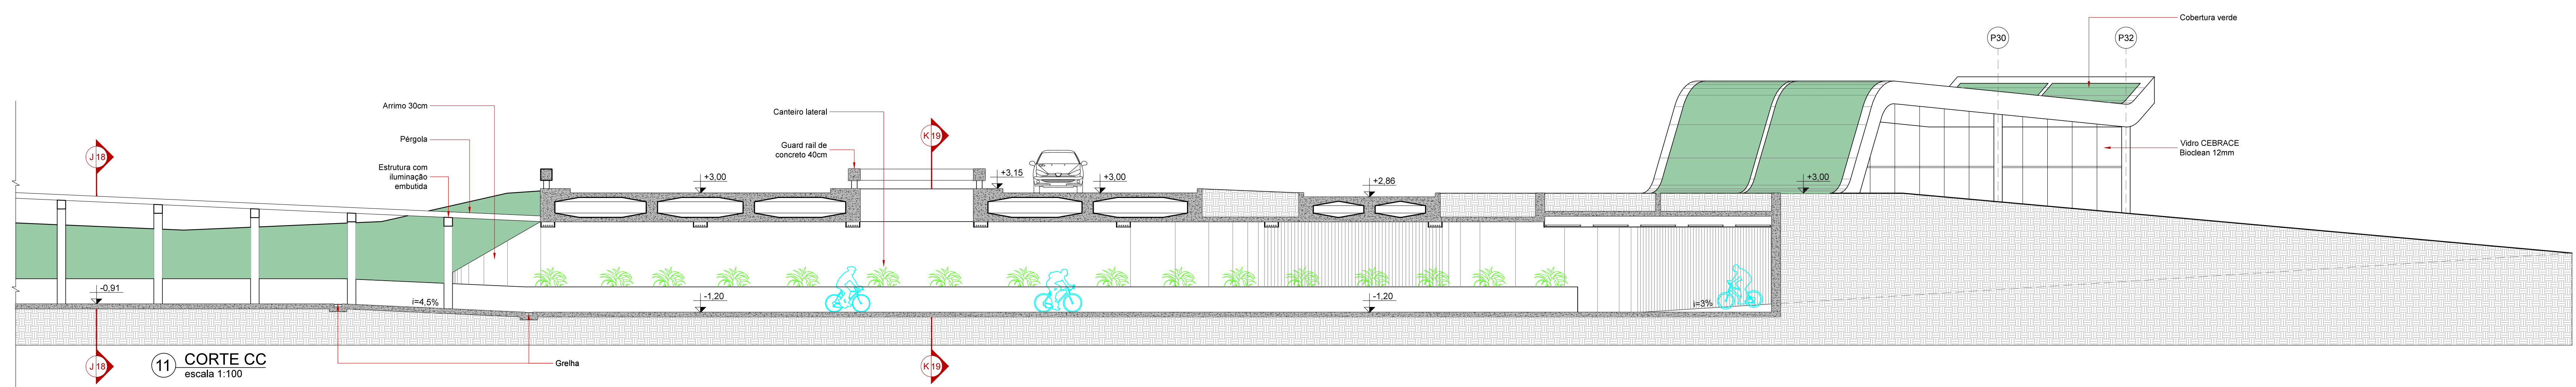 Cobertura verde
P30
P32
Arrimo 30cm
Canteiro lateral
Pérgola
K 19
J 18
Guard rail de
concreto 40cm
Vidro CEBRACE
Bioclean 12mm
Estrutura com
iluminação
embutida
+3,00
+3,15
+3,00
+2,86
+3,00
-0,91
i=4,5%
-1,20
-1,20
i=3%
11
CORTE CC
escala 1:100
J 18
Grelha
K 19